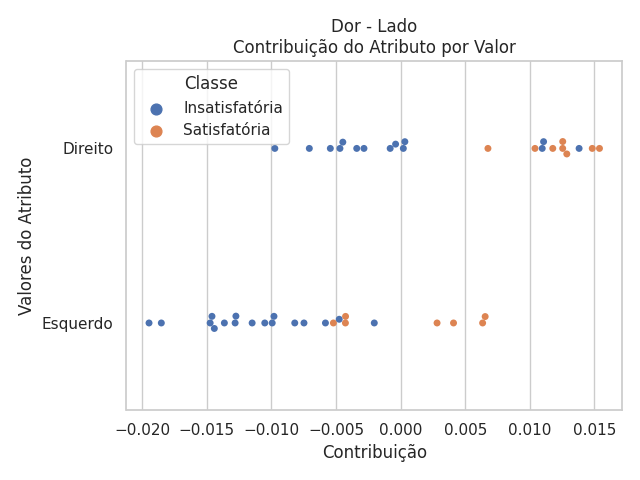 Dor - Lado
Contribuição do Atributo por Valor
Classe
Insatisfatória
Satisfatória
Valores do Atributo
Direito
Esquerdo
−0.020 −0.015 −0.010 −0.005 0.000 0.005 0.010 0.015
Contribuição